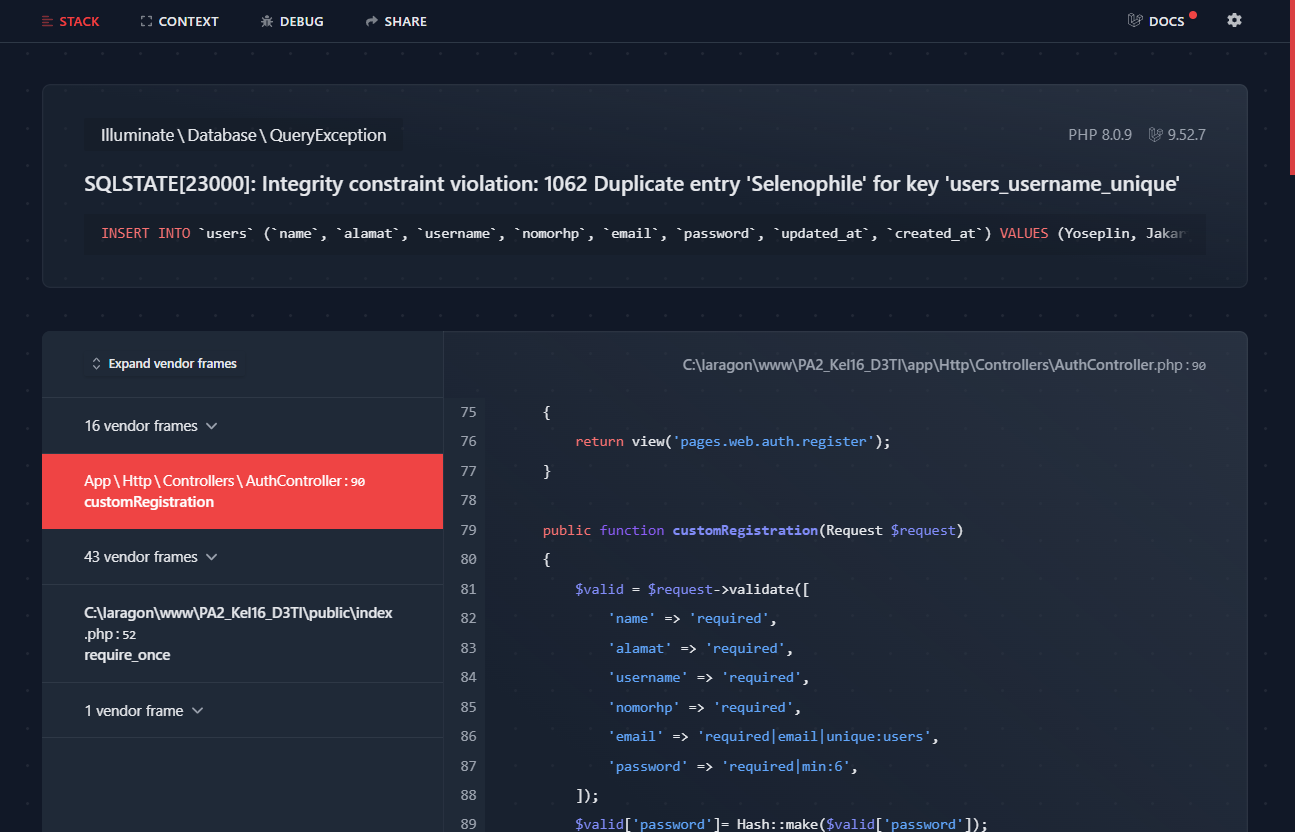 STACK CONTEXT DEBUG SHARE DOCS
Illuminate \ Database \ QueryException PHP 8.0.9 9.52.7
SQLSTATE[23000]: Integrity constraint violation: 1062 Duplicate entry 'Selenophile' for key 'users_username_unique'
INSERT INTO `users` (`name`, `alamat`, `username`, `nomorhp`, `email`, `password`, `updated_at`, `created_at`) VALUES (Yoseplin, Jakar
Expand vendor frames
16 vendor frames
App \ Http \ Controllers \ AuthController : 90
customRegistration
43 vendor frames
C:\laragon\www\PA2_Kel16_D3TI\public\index
.php : 52
require_once
1 vendor frame
C:\laragon\www\PA2_Kel16_D3TI\app\Http\Controllers\AuthController.php : 90
75 {
76 return view('pages.web.auth.register');
77 }
78
79 public function customRegistration(Request $request)
80 {
81 $valid = $request->validate([
82 'name' => 'required',
83 'alamat' => 'required',
84 'username' => 'required',
85 'nomorhp' => 'required',
86 'email' => 'required|email|unique:users',
87 'password' => 'required|min:6',
88 ]);
89 $valid['password']= Hash::make($valid['password']);